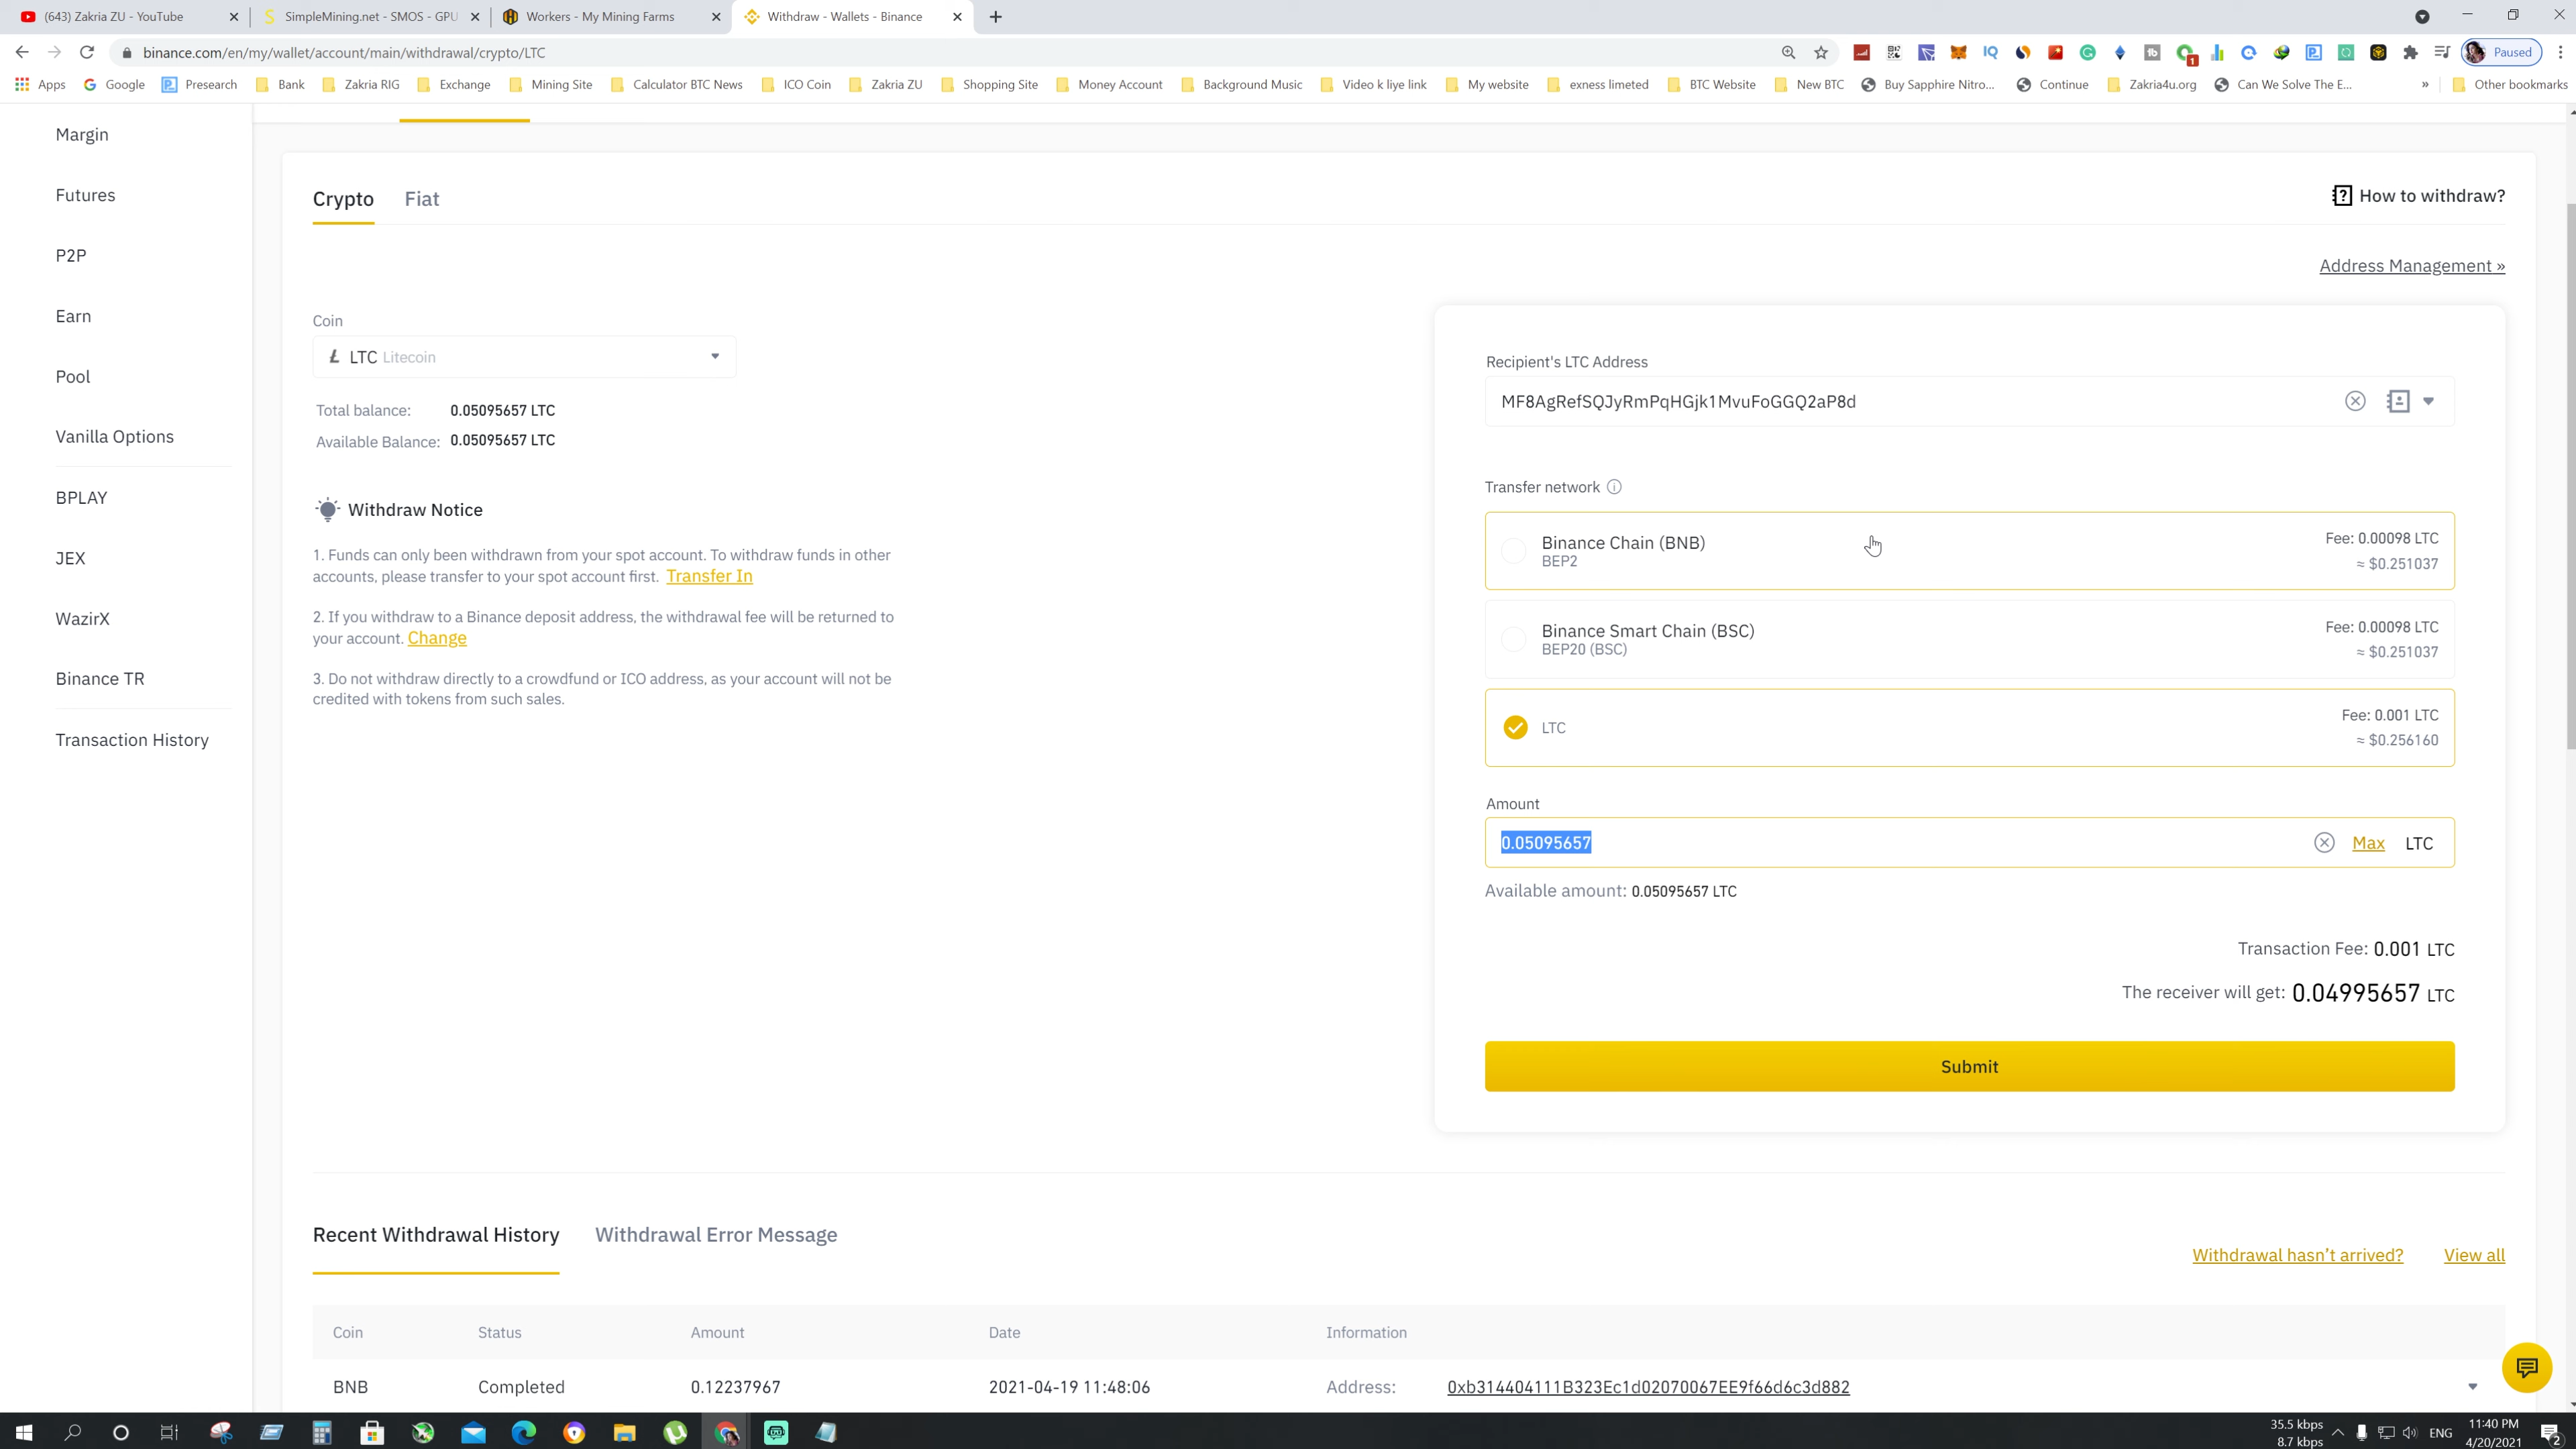 (643) Zakria ZU - YouTube
SimpleMining.net - SMOS - GPU
Workers - My Mining Farms
Withdraw - Wallets - Binance
binance.com/en/my/wallet/account/main/withdrawal/crypto/LTC
Paused
Apps
Google
Presearch
Bank
Zakria RIG
Exchange
Mining Site
Calculator BTC News
ICO Coin
Zakria ZU
Shopping Site
Money Account
Background Music
Video k liye link
My website
exness limeted
BTC Website
New BTC
Buy Sapphire Nitro...
Continue
Zakria4u.org
Can We Solve The E...
»
Other bookmarks
Margin
Futures
P2P
Earn
Pool
Vanilla Options
BPLAY
JEX
WazirX
Binance TR
Transaction History
Crypto
Fiat
How to withdraw?
Address Management »
Coin
LTC Litecoin
Total balance: 0.05095657 LTC
Available Balance: 0.05095657 LTC
Withdraw Notice
1. Funds can only been withdrawn from your spot account. To withdraw funds in other
accounts, please transfer to your spot account first. Transfer In
2. If you withdraw to a Binance deposit address, the withdrawal fee will be returned to
your account. Change
3. Do not withdraw directly to a crowdfund or ICO address, as your account will not be
credited with tokens from such sales.
Recipient's LTC Address
MF8AgRefSQJyRmPqHGjk1MvuFoGGQ2aP8d
Transfer network
Binance Chain (BNB)
BEP2
Fee: 0.00098 LTC
≈ $0.251037
Binance Smart Chain (BSC)
BEP20 (BSC)
Fee: 0.00098 LTC
≈ $0.251037
LTC
Fee: 0.001 LTC
≈ $0.256160
Amount
0.05095657
Max
LTC
Available amount: 0.05095657 LTC
Transaction Fee: 0.001 LTC
The receiver will get: 0.04995657 LTC
Submit
Recent Withdrawal History
Withdrawal Error Message
Withdrawal hasn't arrived?
View all
Coin
Status
Amount
Date
Information
BNB
Completed
0.12237967
2021-04-19 11:48:06
Address:
0xb314404111B323Ec1d02070067EE9f66d6c3d882
35.5 kbps
8.7 kbps
ENG
11:40 PM
4/20/2021
2